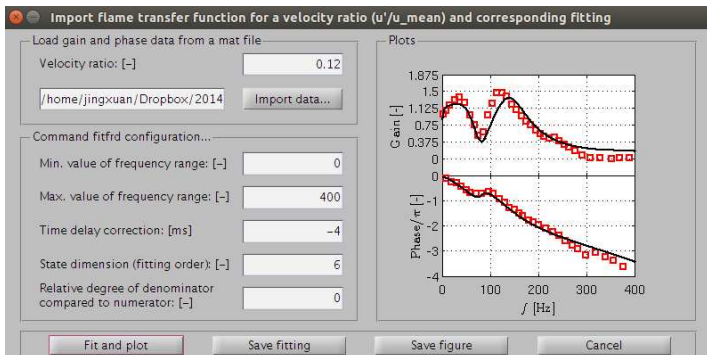 Import flame transfer function for a velocity ratio (u'/u_mean) and corresponding fitting
Load gain and phase data from a mat file
Velocity ratio: [-]
0.12
/home/jingxuan/Dropbox/2014
Import data...
Command fitfrd configuration...
Min. value of frequency range: [-]
0
Max. value of frequency range: [-]
400
Time delay correction: [ms]
-4
State dimension (fitting order): [-]
6
Relative degree of denominator
compared to numerator: [-]
0
Plots
Gain [-]
1.875
1.5
1.125
0.75
0.375
0
Phase/π [-]
-1
-2
-3
-4
0 100 200 300 400
f [Hz]
Fit and plot
Save fitting
Save figure
Cancel